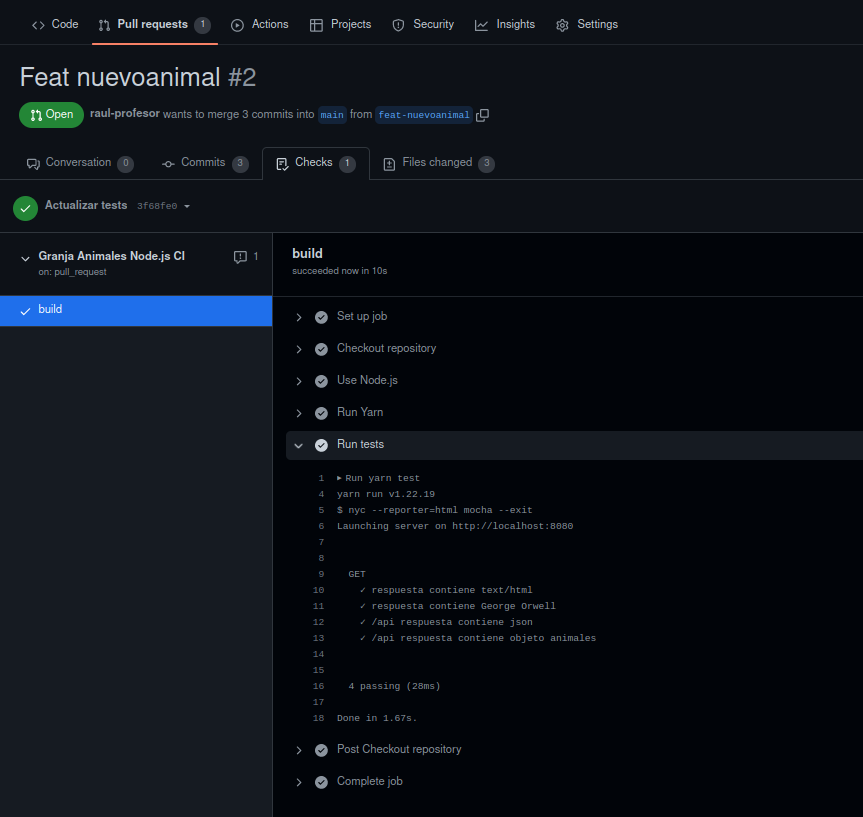 Code Pull requests 1 Actions Projects Security Insights Settings
Feat nuevoanimal #2
Open raul-profesor wants to merge 3 commits into main from feat-nuevoanimal
Conversation 0 Commits 3 Checks 1 Files changed 3
Actualizar tests 3f68fe0
Granja Animales Node.js CI 1
on: pull_request
build
build
succeeded now in 10s
Set up job
Checkout repository
Use Node.js
Run Yarn
Run tests
1 Run yarn test
4 yarn run v1.22.19
5 $ nyc --reporter=html mocha --exit
6 Launching server on http://localhost:8080
7
8
9 GET
10 ✓ respuesta contiene text/html
11 ✓ respuesta contiene George Orwell
12 ✓ /api respuesta contiene json
13 ✓ /api respuesta contiene objeto animales
14
15
16 4 passing (28ms)
17
18 Done in 1.67s.
Post Checkout repository
Complete job